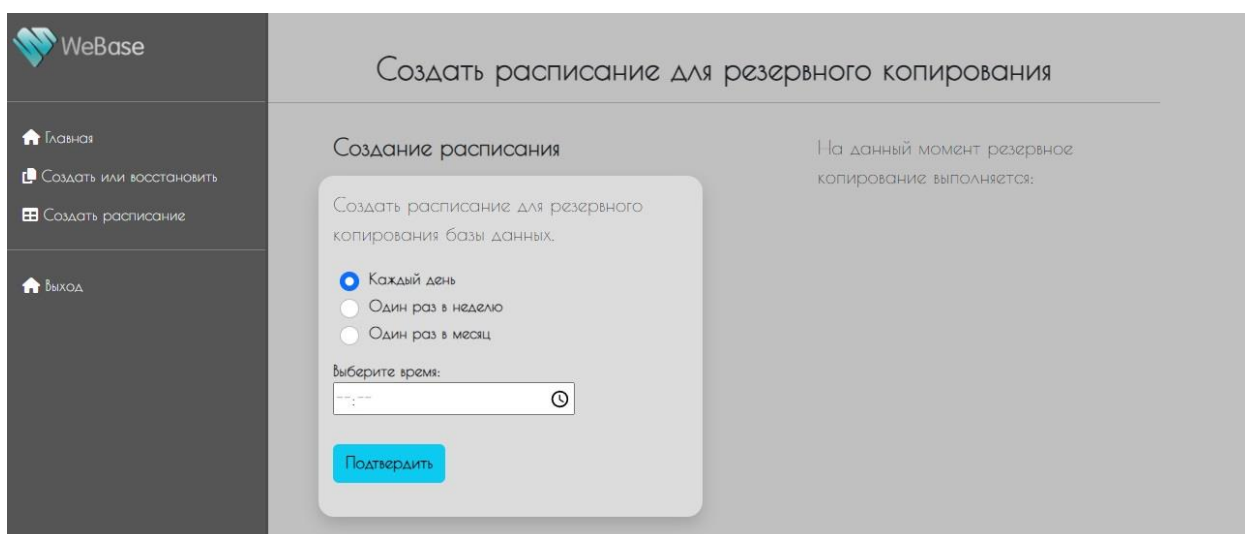 WeBase
Главная
Создать или восстановить
Создать расписание
Выход
Создать расписание для резервного копирования
Создание расписания
Создать расписание для резервного
копирования базы данных.
Каждый день
Один раз в неделю
Один раз в месяц
Выберите время:
--:--
Подтвердить
На данный момент резервное
копирование выполняется: